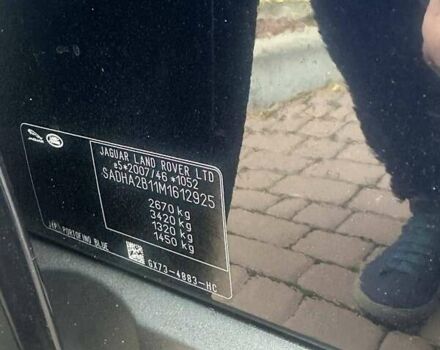 JAGUAR LAND ROVER LTD
e5*2007/46*1052
SADHA2B11M1612925
2670 kg
3420 kg
1320 kg
1450 kg
PORTOFINO BLUE
GX73-4883-HC